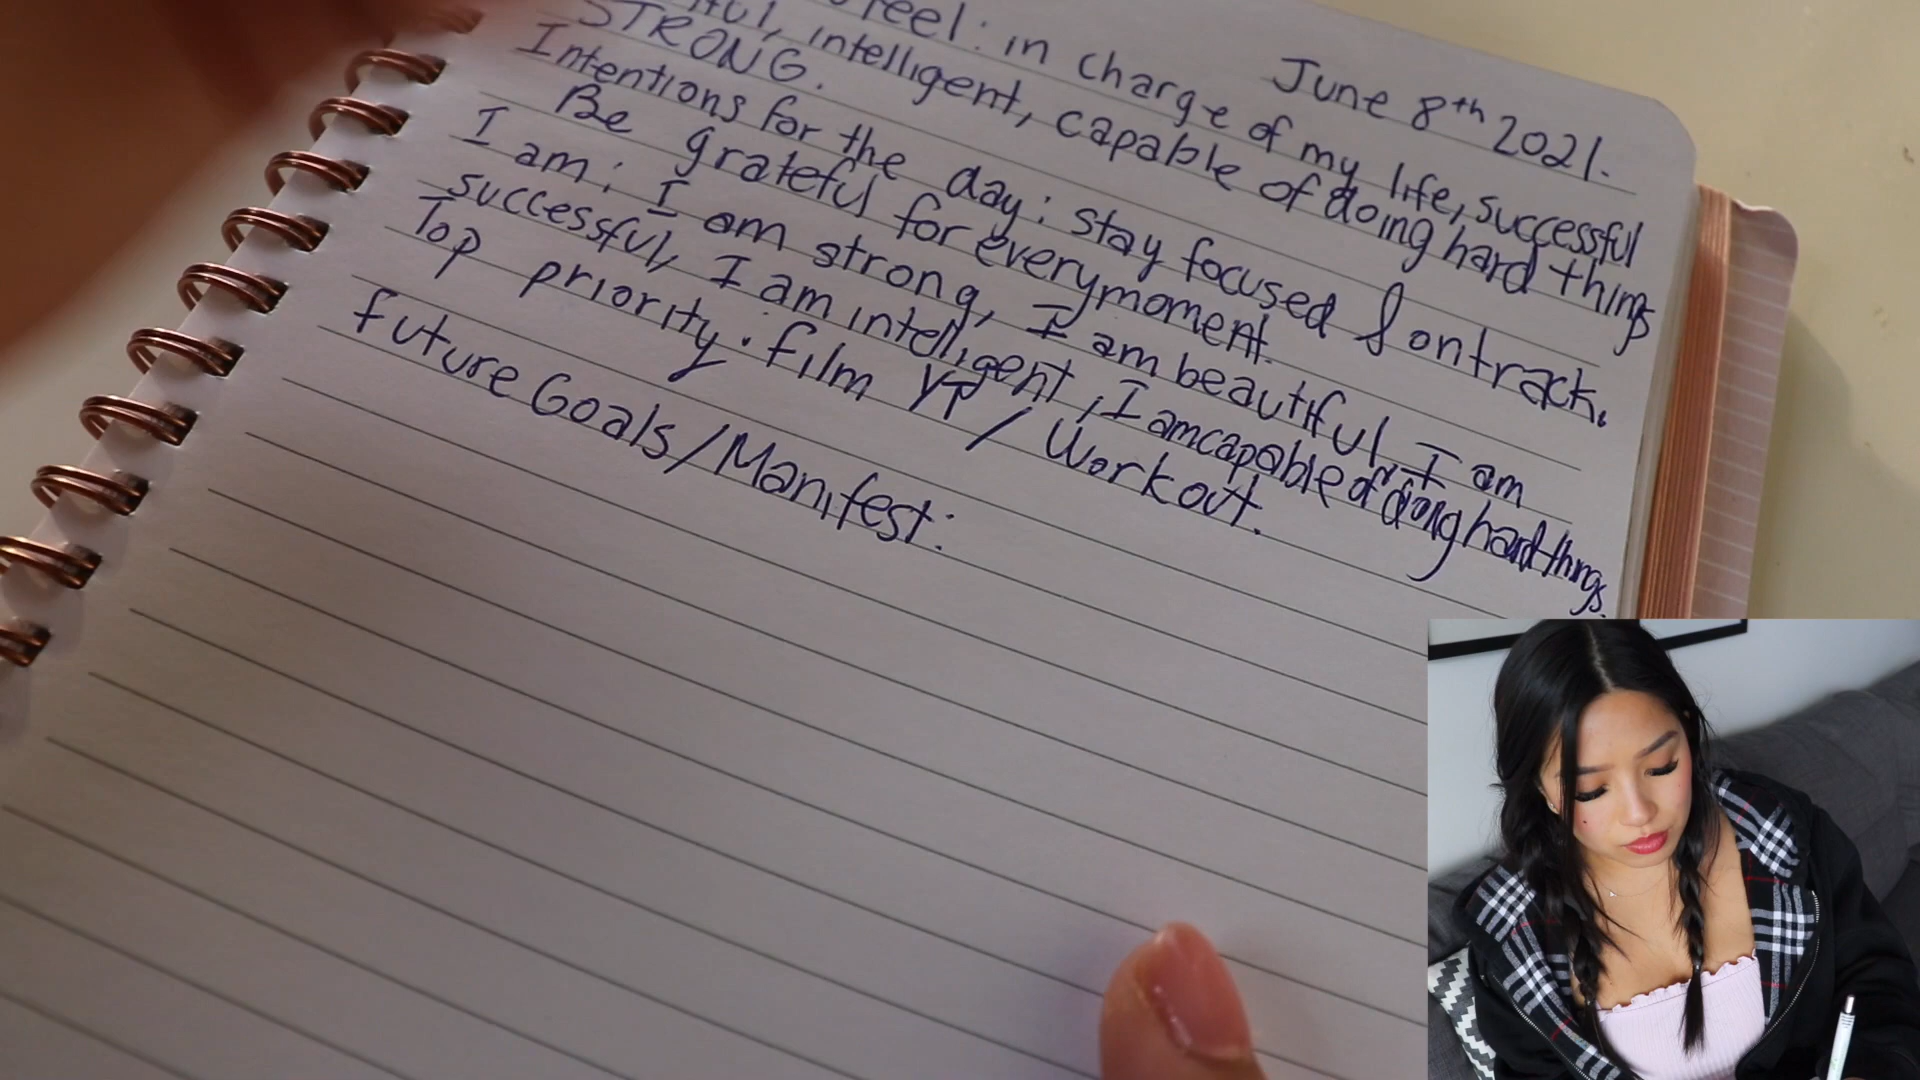 June 8th 2021.
feel: in charge of my life, successful
intelligent, capable of doing hard things
STRONG.
Intentions for the day: Stay focused & on track.
Be grateful for every moment.
I am: I am strong, I am beautiful, I am
successful, I am intelligent, I am capable of doing hard things.
Top priority: film YT / Workout.
future Goals/Manifest: